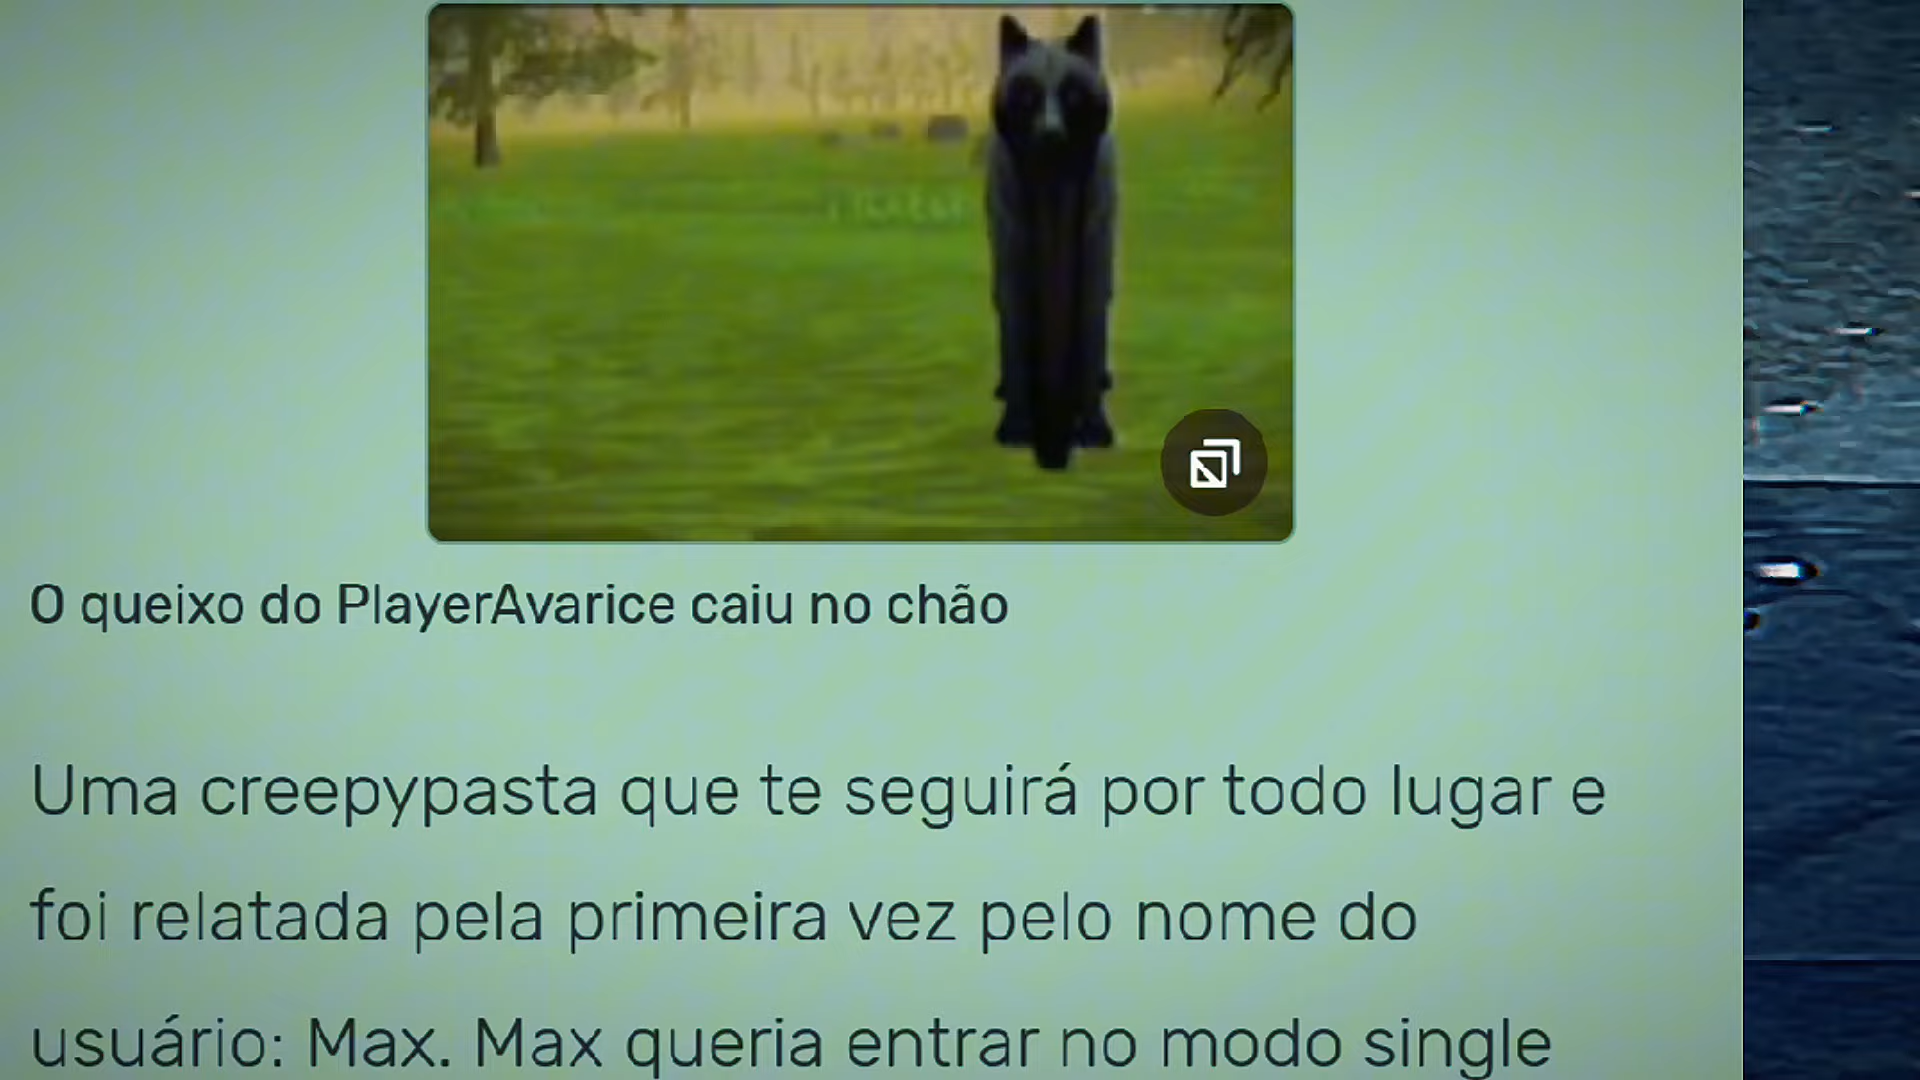 O queixo do PlayerAvarice caiu no chão
Uma creepypasta que te seguirá por todo lugar e
foi relatada pela primeira vez pelo nome do
usuário: Max. Max queria entrar no modo single